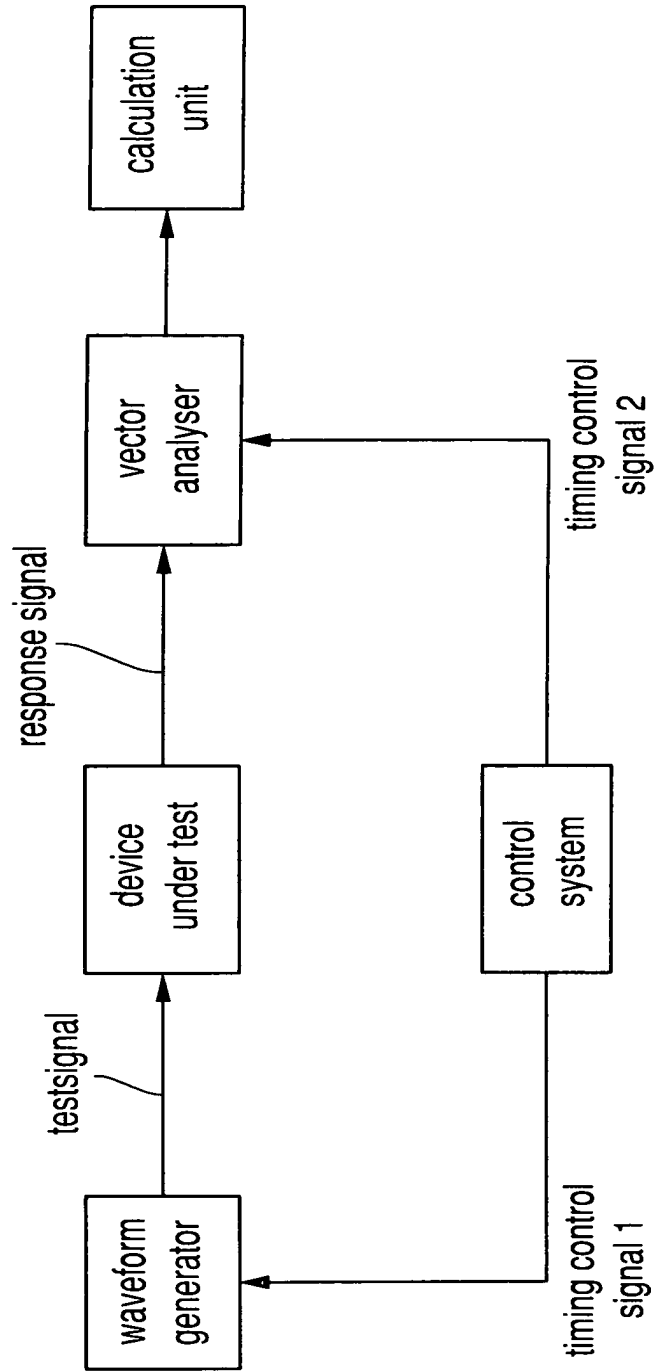 waveform
generator
testsignal
device
under test
response signal
vector
analyser
calculation
unit
timing control
signal 1
control
system
timing control
signal 2